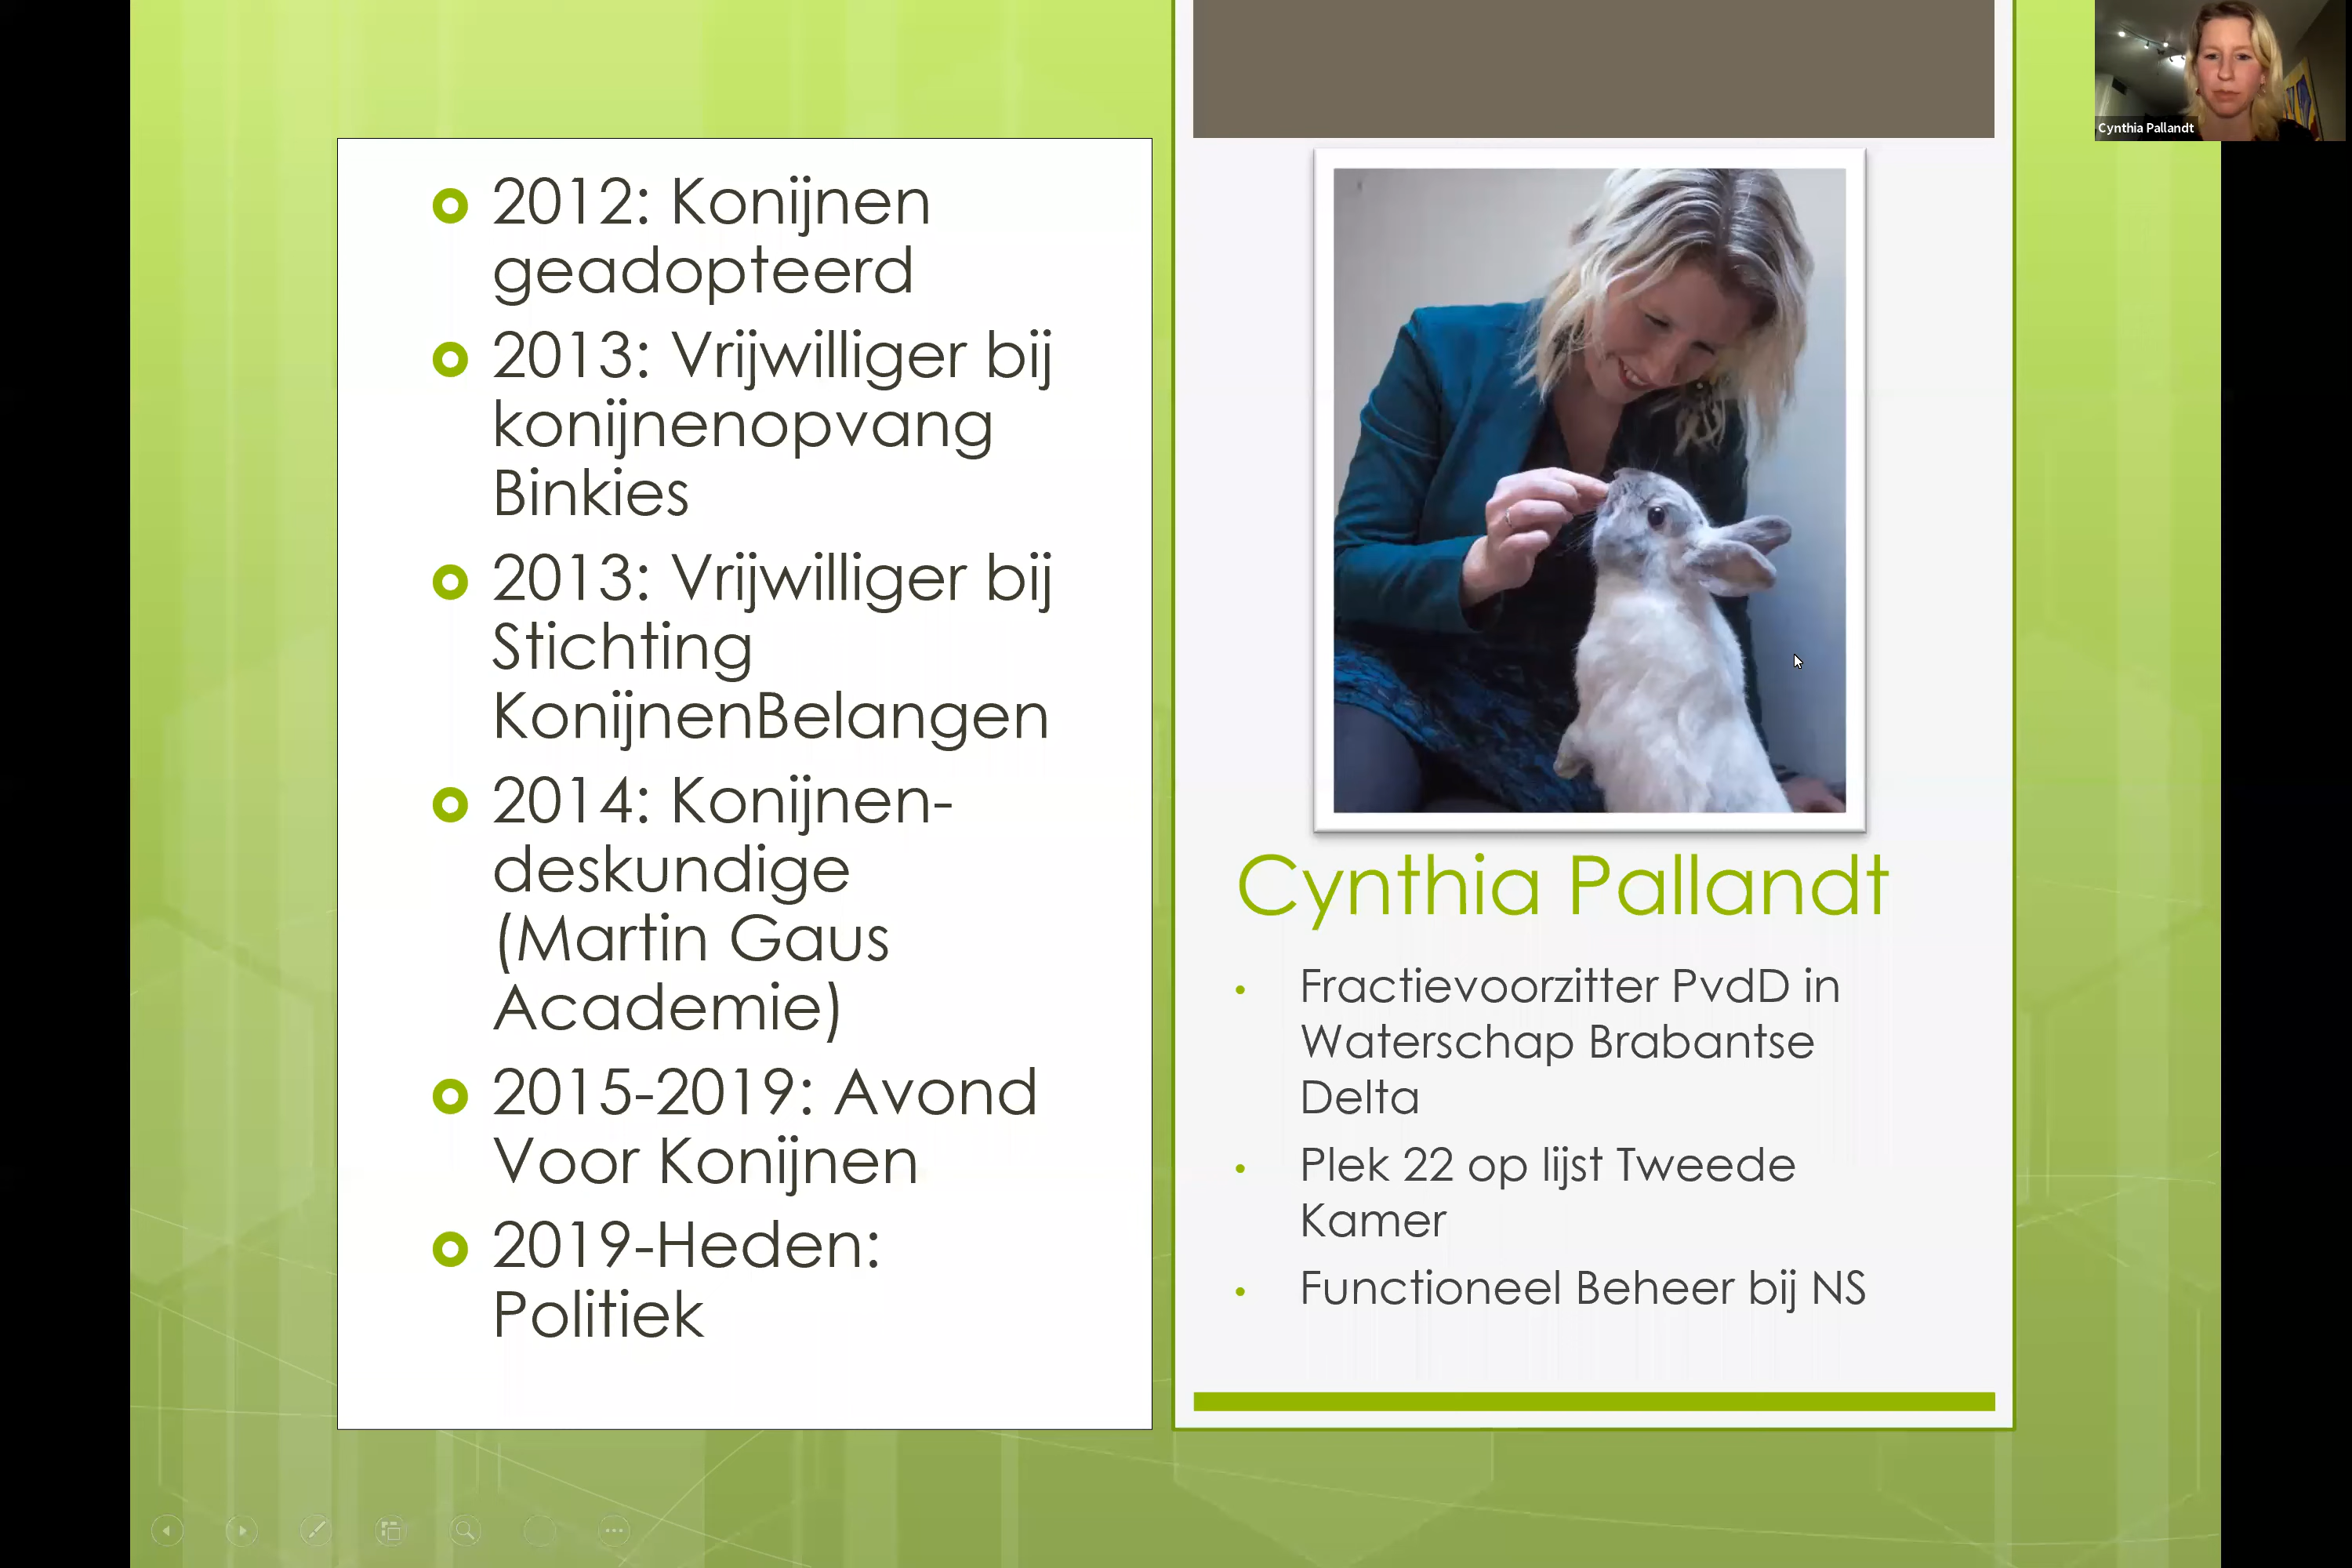 2012: Konijnen
geadopteerd
2013: Vrijwilliger bij
konijnenopvang
Binkies
2013: Vrijwilliger bij
Stichting
KonijnenBelangen
2014: Konijnen-
deskundige
(Martin Gaus
Academie)
2015-2019: Avond
Voor Konijnen
2019-Heden:
Politiek
Cynthia Pallandt
Fractievoorzitter PvdD in
Waterschap Brabantse
Delta
Plek 22 op lijst Tweede
Kamer
Functioneel Beheer bij NS
Cynthia Pallandt